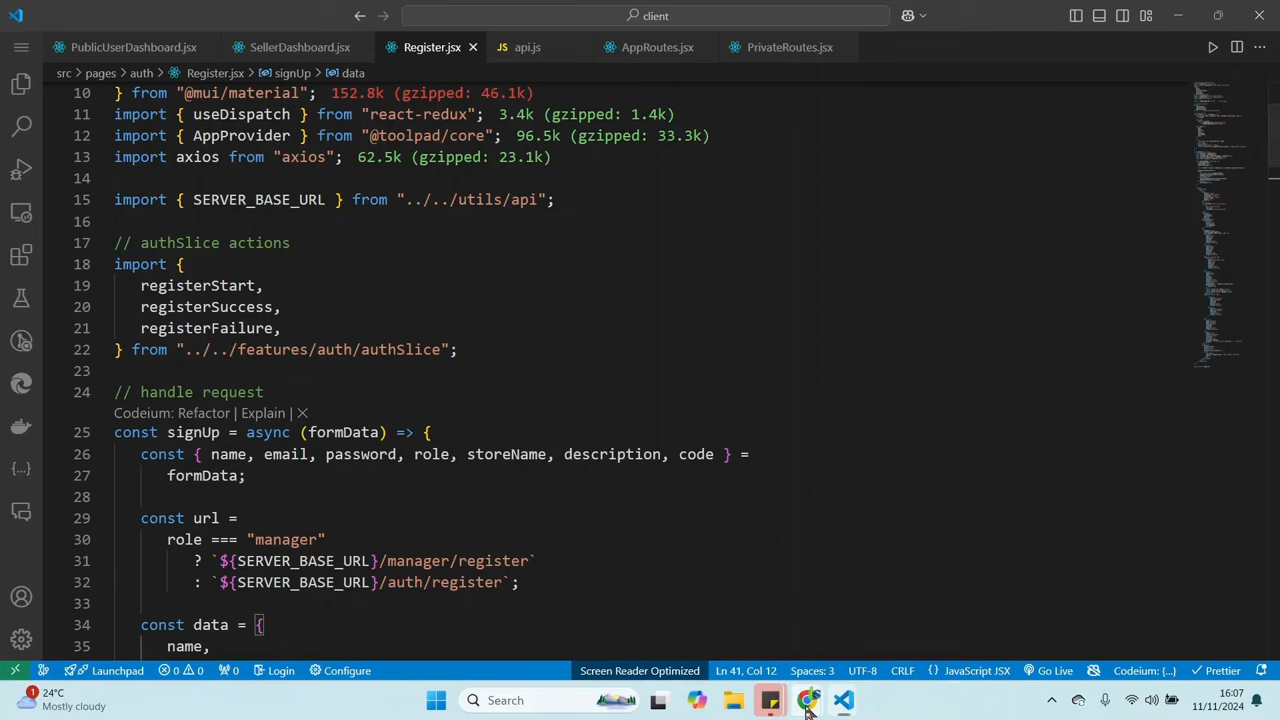 client
PublicUserDashboard.jsx
SellerDashboard.jsx
Register.jsx
JS api.js
AppRoutes.jsx
PrivateRoutes.jsx
src > pages > auth > Register.jsx > signUp > data
10 } from "@mui/material"; 152.8k (gzipped: 46.1k)
11 import { useDispatch } from "react-redux"; 3.4k (gzipped: 1.4k)
12 import { AppProvider } from "@toolpad/core"; 96.5k (gzipped: 33.3k)
13 import axios from "axios"; 62.5k (gzipped: 23.1k)
14
15 import { SERVER_BASE_URL } from "../../utils/api";
16
17 // authSlice actions
18 import {
19 registerStart,
20 registerSuccess,
21 registerFailure,
22 } from "../../features/auth/authSlice";
23
24 // handle request
Codeium: Refactor | Explain | ×
25 const signUp = async (formData) => {
26 const { name, email, password, role, storeName, description, code } =
27 formData;
28
29 const url =
30 role === "manager"
31 ? `${SERVER_BASE_URL}/manager/register`
32 : `${SERVER_BASE_URL}/auth/register`;
33
34 const data = {
35 name,
Launchpad 0 0 0 Login Configure Screen Reader Optimized Ln 41, Col 12 Spaces: 3 UTF-8 CRLF {} JavaScript JSX Go Live Codeium: {...} Prettier
1 24°C
Mostly cloudy
Search
16:07
11/11/2024